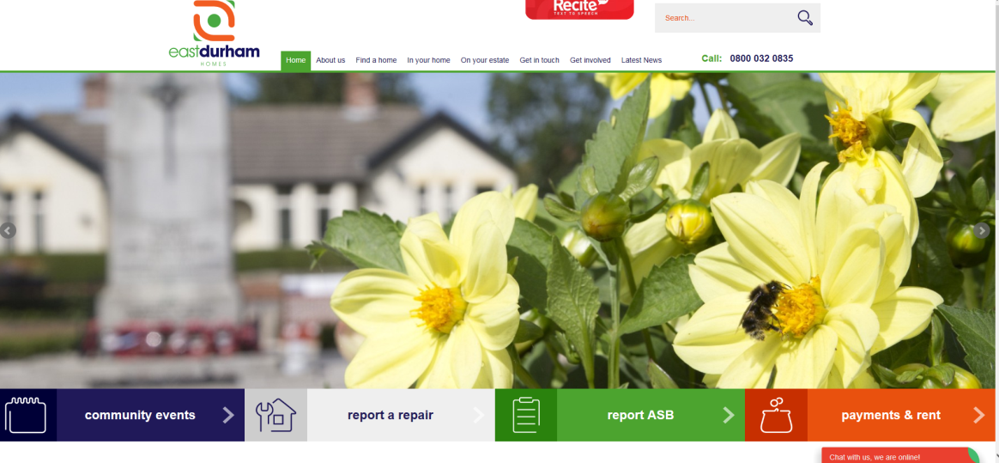 Recite
TEXT TO SPEECH
Search...
eastdurham
HOMES
Home
About us
Find a home
In your home
On your estate
Get in touch
Get involved
Latest News
Call: 0800 032 0835
community events
report a repair
report ASB
payments & rent
Chat with us, we are online!